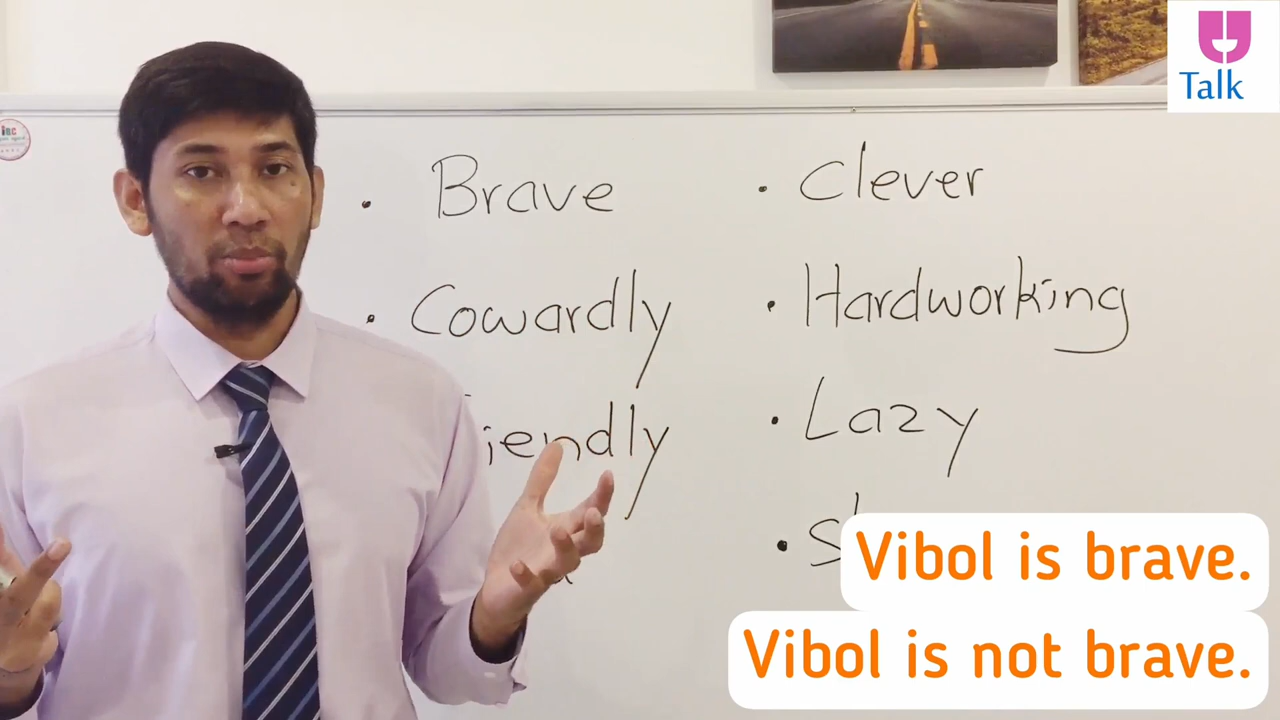 Talk
Brave
Cowardly
Clever
Hardworking
Lazy
Vibol is brave.
Vibol is not brave.